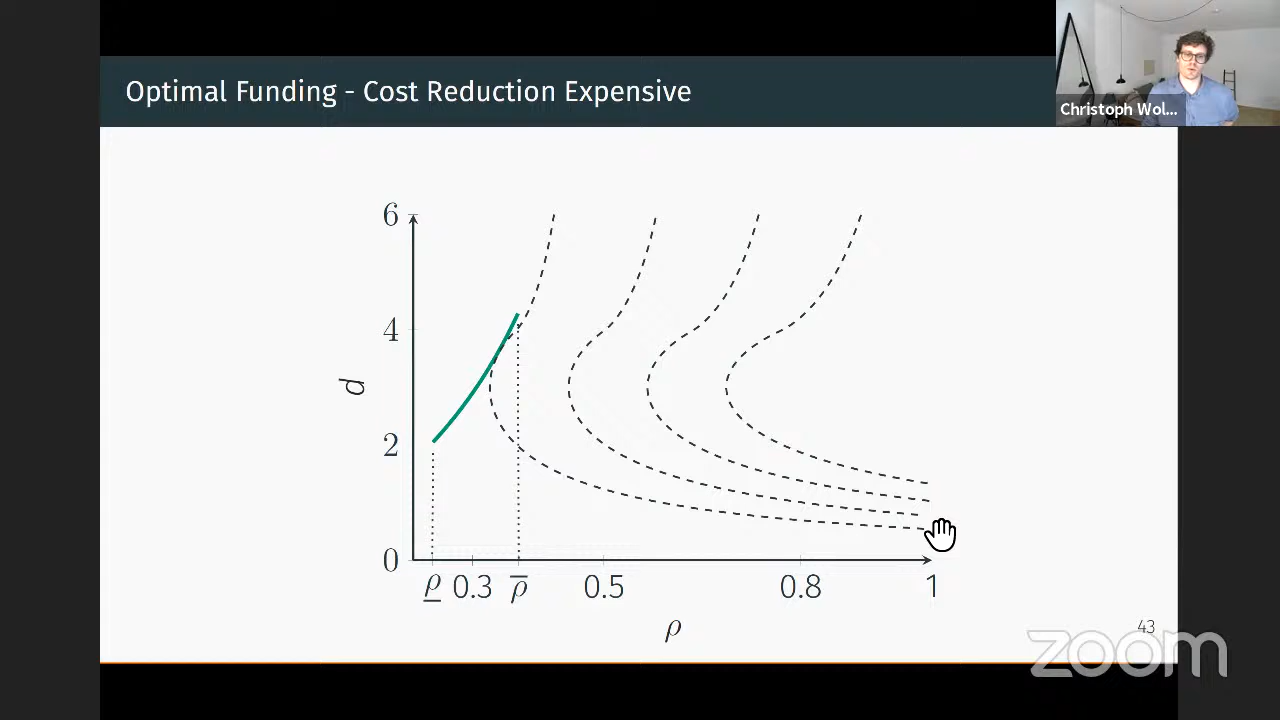 Optimal Funding - Cost Reduction Expensive
Christoph Wol...
6
4
d
2
0
ρ 0.3 ρ̅ 0.5 0.8 1
ρ
43
zoom